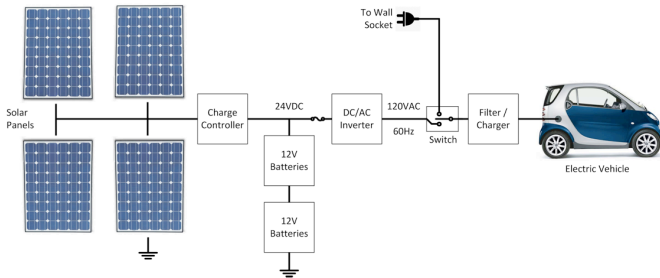 To Wall
Socket
Solar
Panels
Charge
Controller
24VDC
DC/AC
Inverter
120VAC
60Hz
Switch
Filter /
Charger
12V
Batteries
12V
Batteries
Electric Vehicle